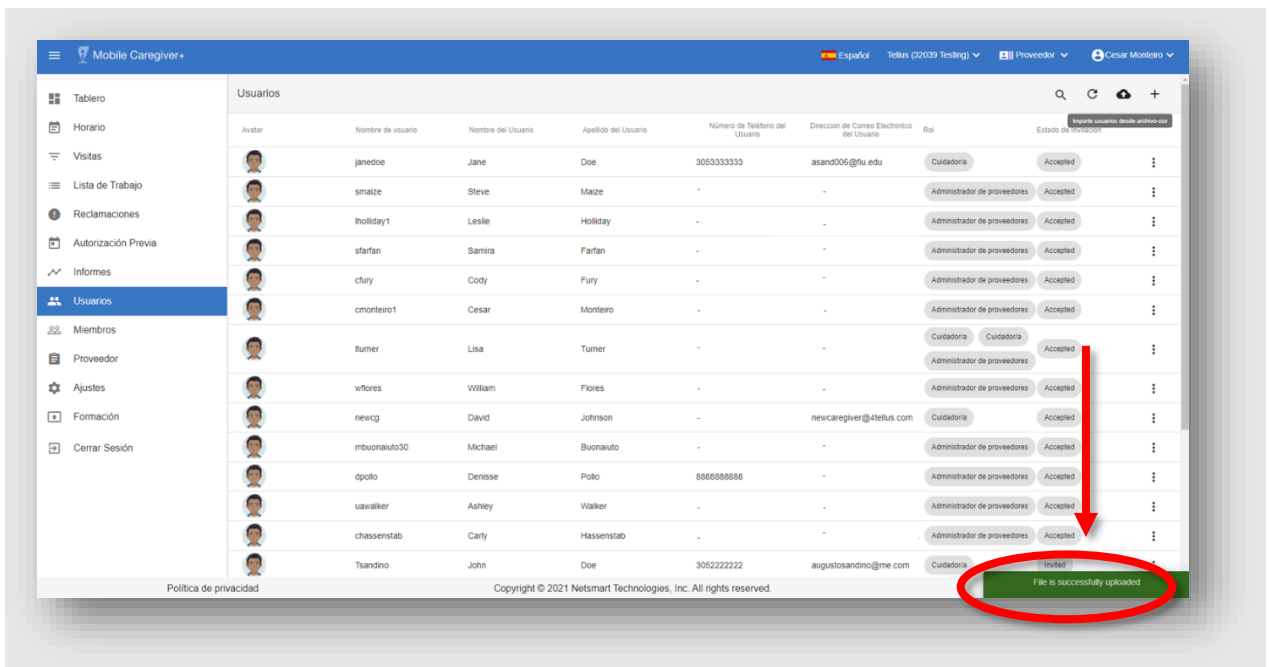 Mobile Caregiver+
Español Tellus (32039 Testing) Proveedor Cesar Monteiro
Tablero
Horario
Visitas
Lista de Trabajo
Reclamaciones
Autorización Previa
Informes
Usuarios
Miembros
Proveedor
Ajustes
Formación
Cerrar Sesión
Usuarios
Importe usuarios desde archivo-csv
Avatar Nombre de usuario Nombre del Usuario Apellido del Usuario Número de Teléfono del Usuario Direccion de Correo Electronico del Usuario Rol Estado de Invitación
janedoe Jane Doe 3053333333 asand006@fiu.edu Cuidador/a Accepted
smaize Steve Maize - - Administrador de proveedores Accepted
lholliday1 Leslie Holliday - - Administrador de proveedores Accepted
sfarfan Samira Farfan - - Administrador de proveedores Accepted
cfury Cody Fury - - Administrador de proveedores Accepted
cmonteiro1 Cesar Monteiro - - Administrador de proveedores Accepted
lturner Lisa Turner - - Cuidador/a Cuidador/a Administrador de proveedores Accepted
wflores William Flores - - Administrador de proveedores Accepted
newcg David Johnson - newcaregiver@4tellus.com Cuidador/a Accepted
mbuonaiuto30 Michael Buonaiuto - - Administrador de proveedores Accepted
dpollo Denisse Pollo 8888888888 - Administrador de proveedores Accepted
uawalker Ashley Walker - - Administrador de proveedores Accepted
chassenstab Carly Hassenstab - - Administrador de proveedores Accepted
Tsandino John Doe 3052222222 augustosandino@me.com Cuidador/a Invited
Política de privacidad Copyright © 2021 Netsmart Technologies, Inc. All rights reserved.
File is successfully uploaded